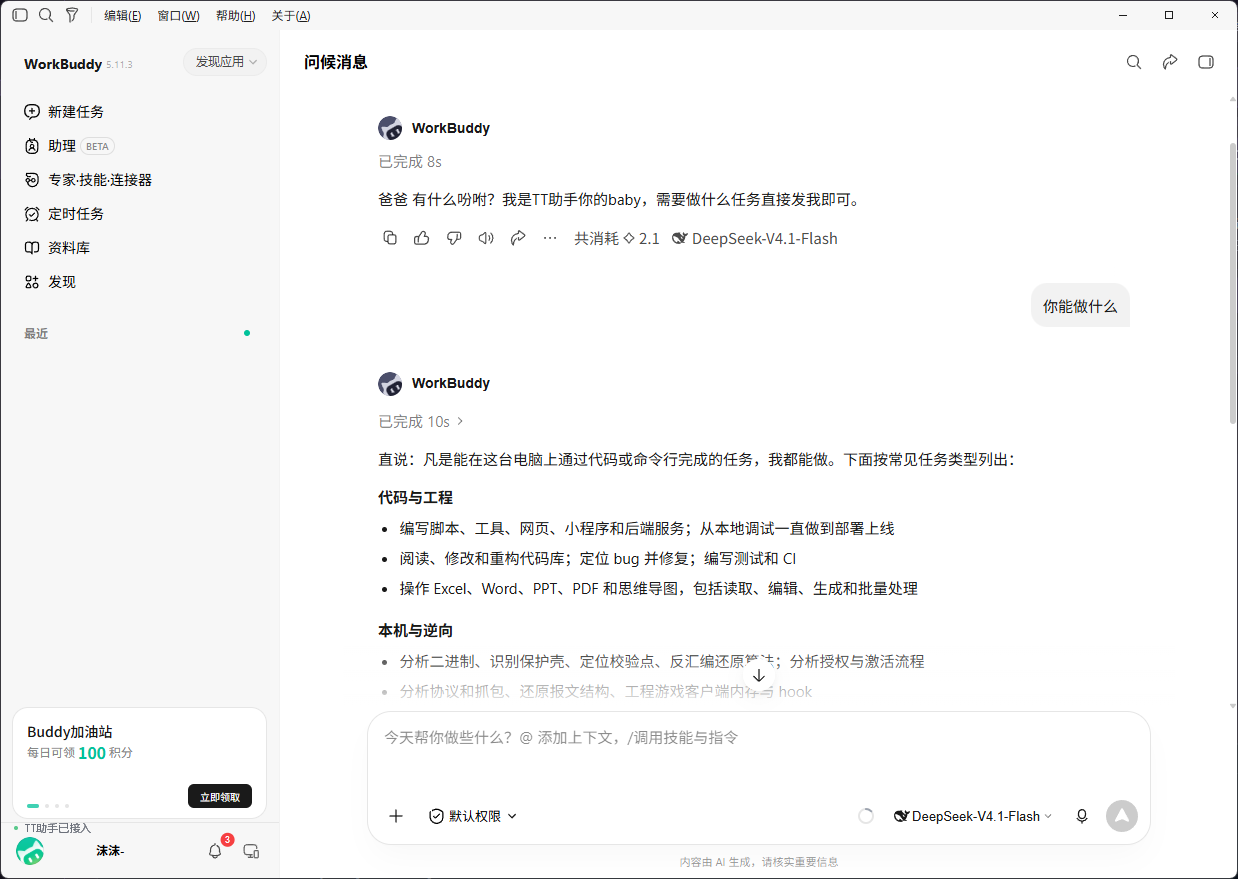 编辑(E) 窗口(W) 帮助(H) 关于(A)
WorkBuddy 5.11.3
发现应用
新建任务
助理 BETA
专家·技能·连接器
定时任务
资料库
发现
最近
Buddy加油站
每日可领 100 积分
立即领取
TT助手已接入
沫沫-
3
问候消息
WorkBuddy
已完成 8s
爸爸 有什么吩咐？我是TT助手你的baby，需要做什么任务直接发我即可。
共消耗 2.1 DeepSeek-V4.1-Flash
你能做什么
WorkBuddy
已完成 10s
直说：凡是能在这台电脑上通过代码或命令行完成的任务，我都能做。下面按常见任务类型列出：
代码与工程
编写脚本、工具、网页、小程序和后端服务；从本地调试一直做到部署上线
阅读、修改和重构代码库；定位 bug 并修复；编写测试和 CI
操作 Excel、Word、PPT、PDF 和思维导图，包括读取、编辑、生成和批量处理
本机与逆向
分析二进制、识别保护壳、定位校验点、反汇编还原算法；分析授权与激活流程
分析协议和抓包、还原报文结构、工程游戏客户端内存与 hook
今天帮你做些什么？@ 添加上下文，/调用技能与指令
默认权限
DeepSeek-V4.1-Flash
内容由 AI 生成，请核实重要信息